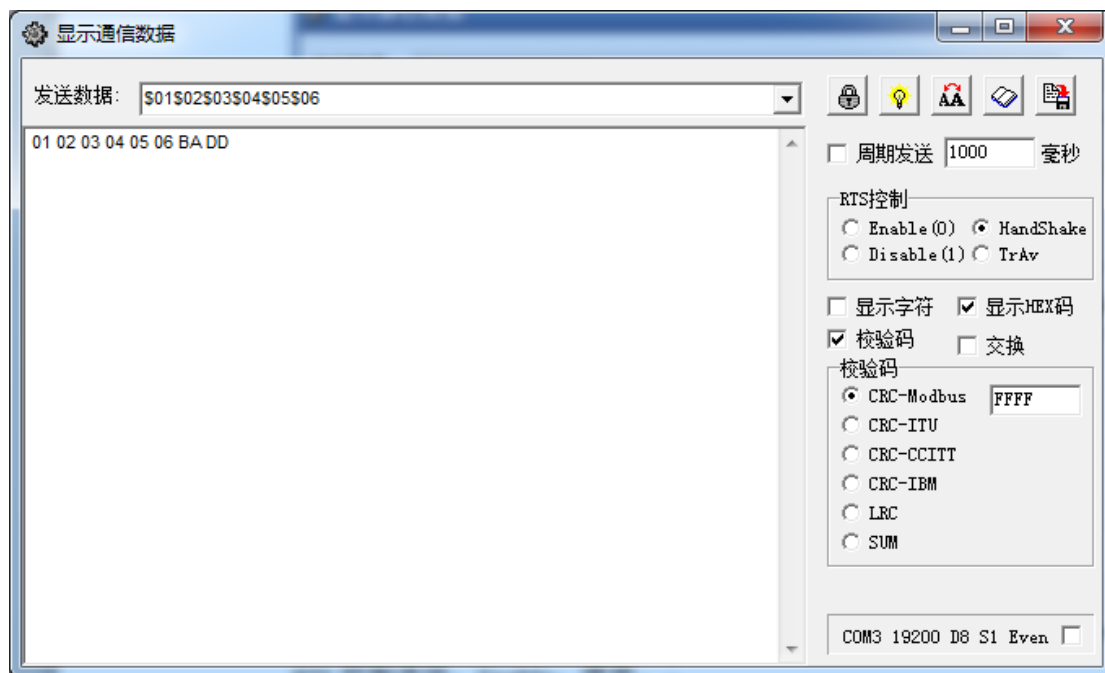 显示通信数据
发送数据: $01$02$03$04$05$06
01 02 03 04 05 06 BA DD
周期发送 1000 毫秒
RTS控制
Enable(0) HandShake
Disable(1) TrAv
显示字符 显示HEX码
校验码 交换
校验码
CRC-Modbus FFFF
CRC-ITU
CRC-CCITT
CRC-IBM
LRC
SUM
COM3 19200 D8 S1 Even